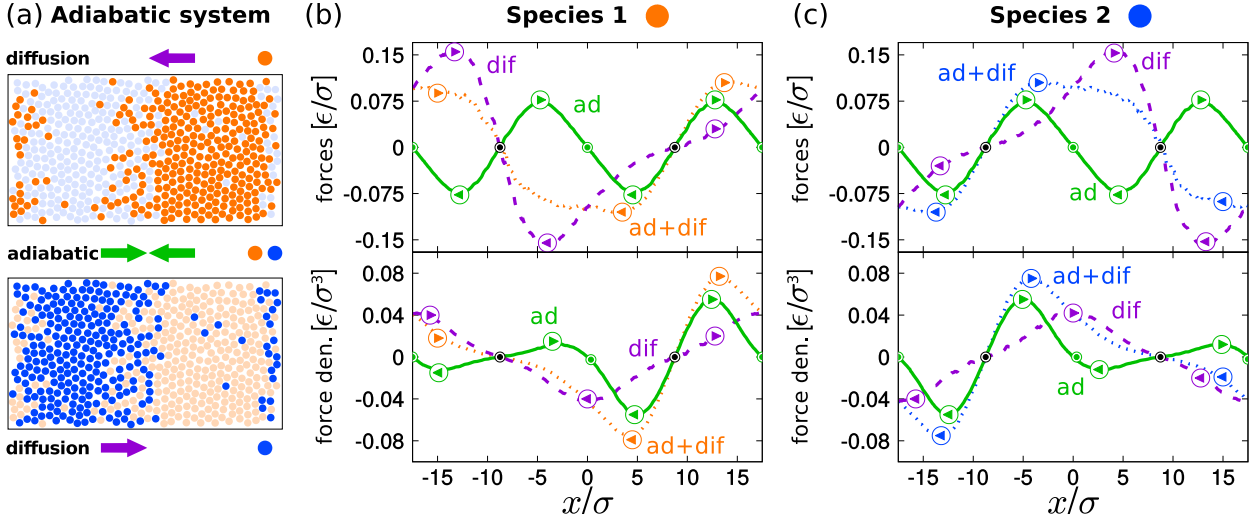 (a) Adiabatic system
diffusion
adiabatic
diffusion
(b) Species 1
forces [ϵ/σ]
0.15
0.075
0
-0.075
-0.15
dif
ad
ad+dif
force den. [ϵ/σ³]
0.08
0.04
0
-0.04
-0.08
ad
dif
ad+dif
-15 -10 -5 0 5 10 15
x/σ
(c) Species 2
forces [ϵ/σ]
0.15
0.075
0
-0.075
-0.15
ad+dif
dif
ad
force den. [ϵ/σ³]
0.08
0.04
0
-0.04
-0.08
ad+dif
dif
ad
-15 -10 -5 0 5 10 15
x/σ